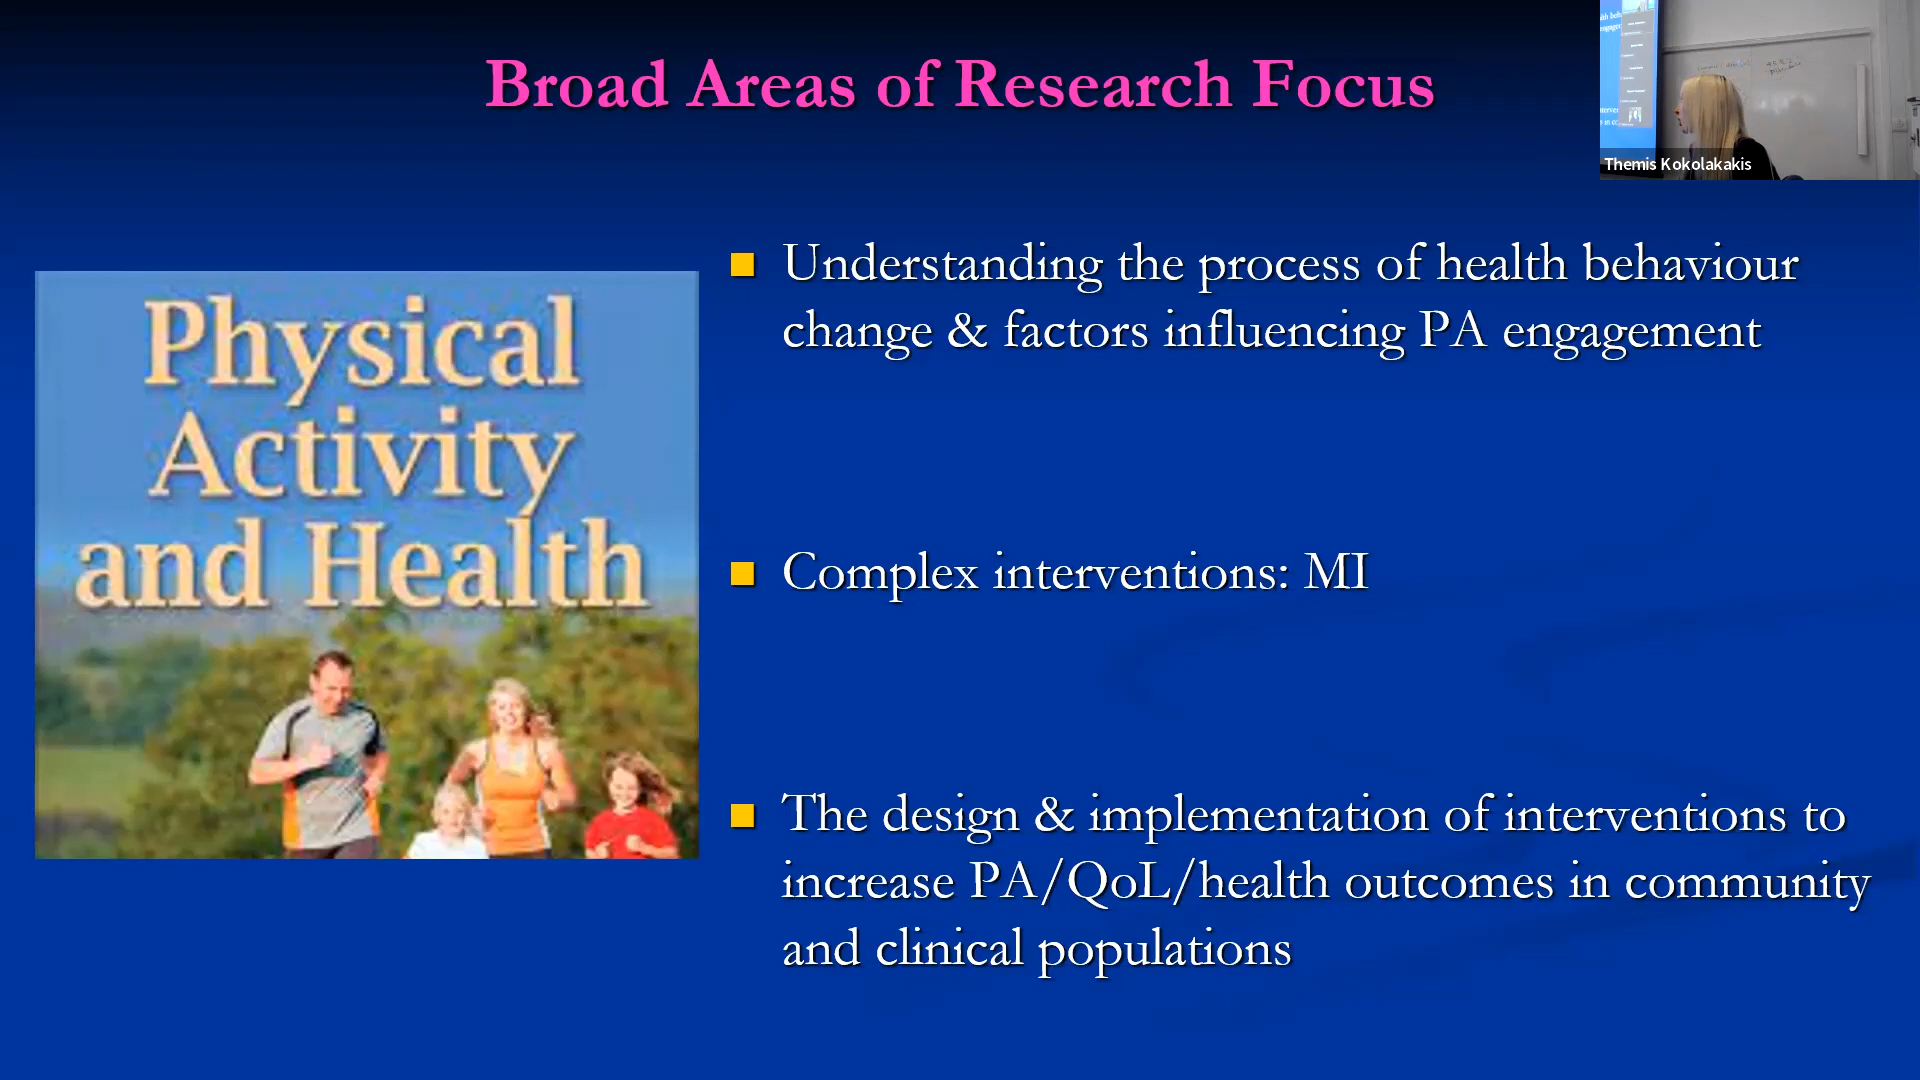 Broad Areas of Research Focus
Themis Kokolakakis
Physical
Activity
and Health
Understanding the process of health behaviour
change & factors influencing PA engagement
Complex interventions: MI
The design & implementation of interventions to
increase PA/QoL/health outcomes in community
and clinical populations